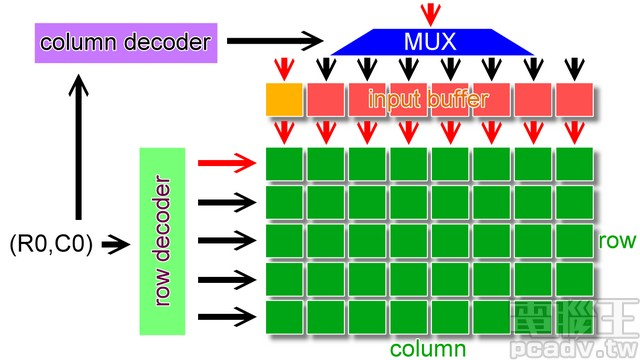 column decoder
MUX
input buffer
row decoder
(R0,C0)
row
column
電腦王
pcadv.tw